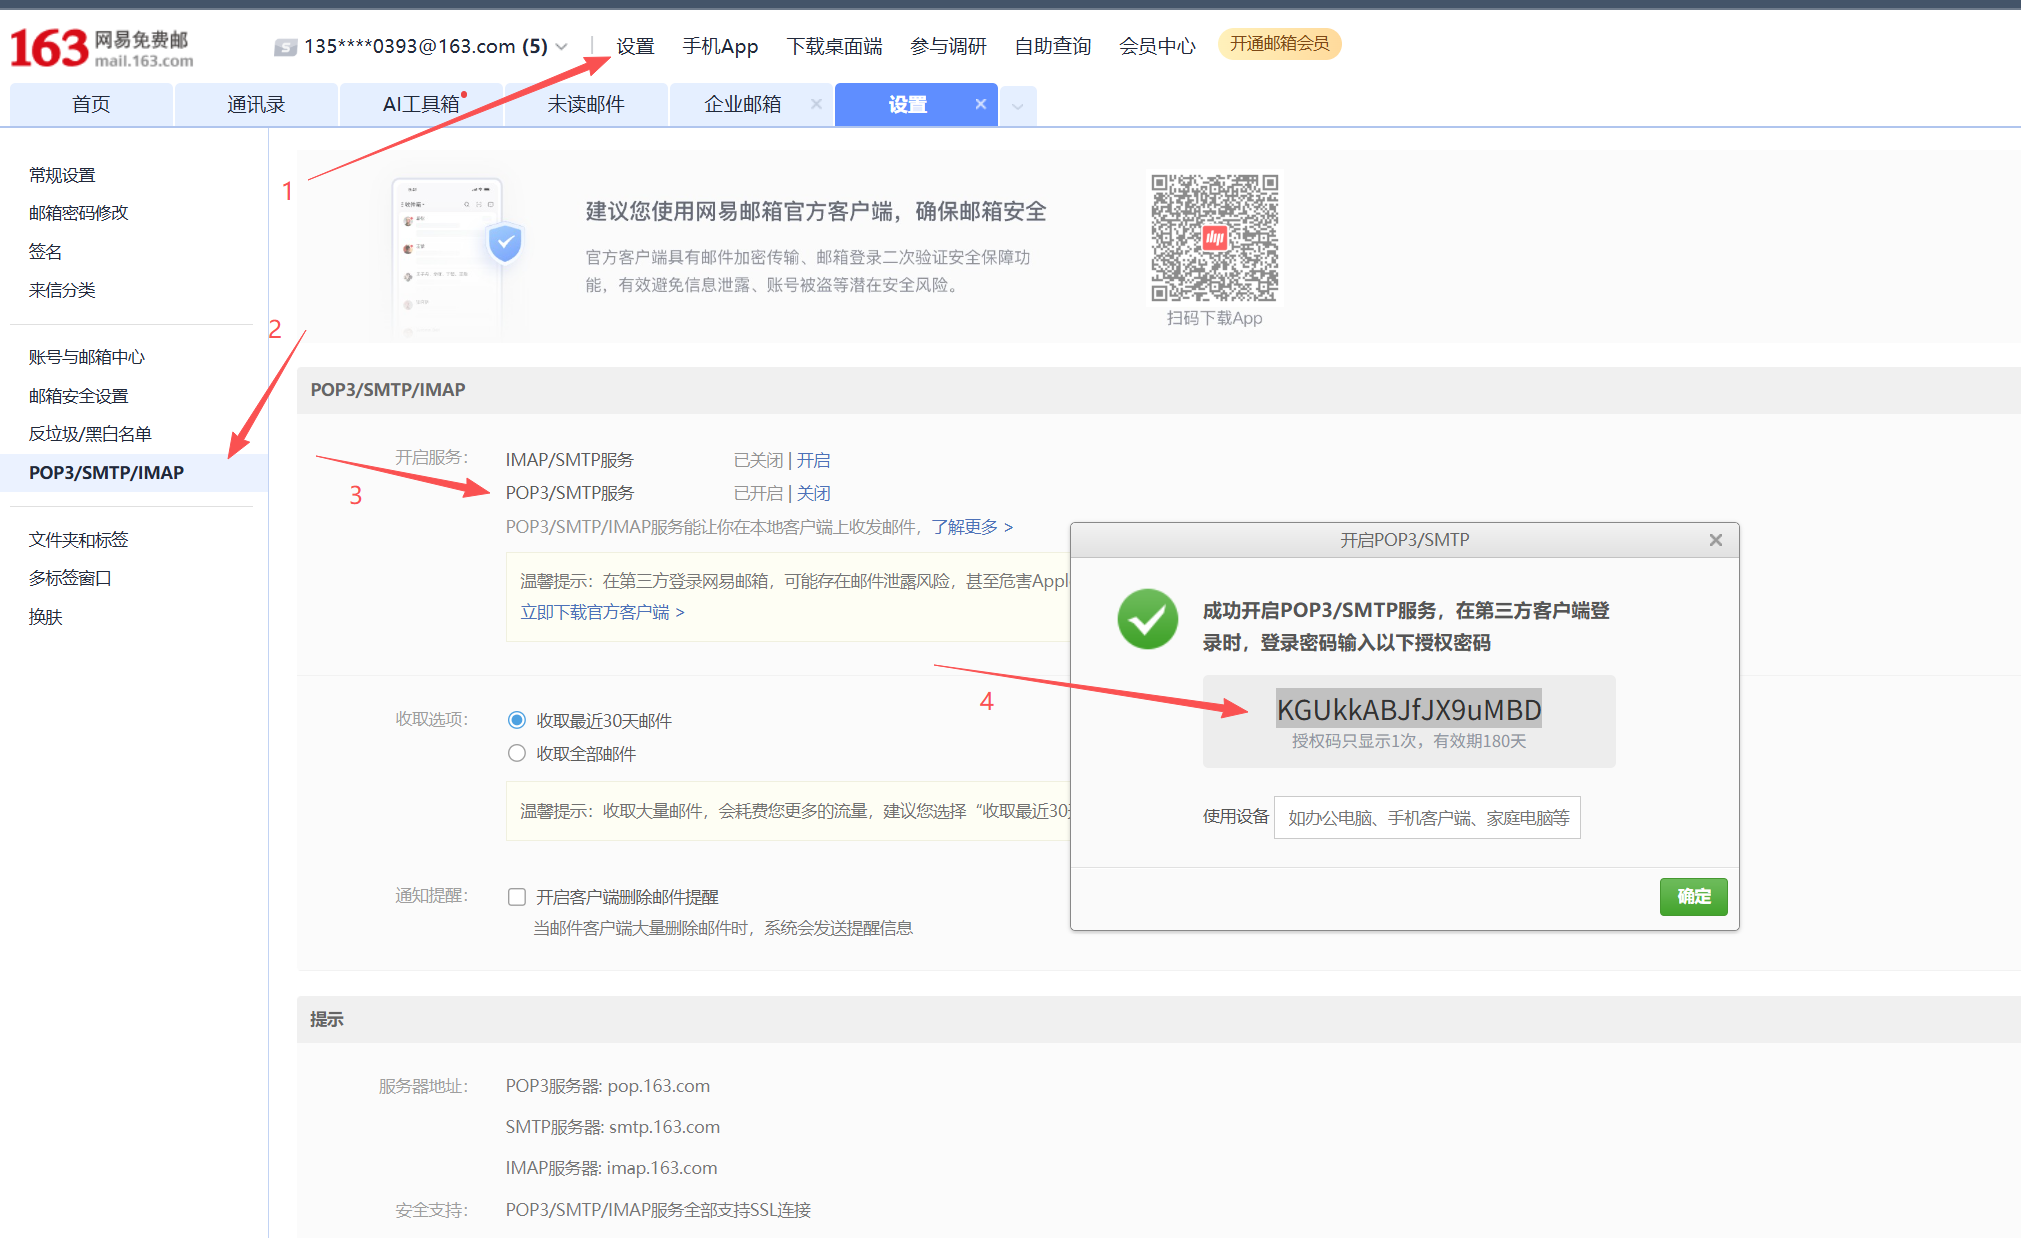 163 网易免费邮
mail.163.com
135****0393@163.com (5)
设置
手机App
下载桌面端
参与调研
自助查询
会员中心
开通邮箱会员
首页
通讯录
AI工具箱
未读邮件
企业邮箱
设置
常规设置
邮箱密码修改
签名
来信分类
账号与邮箱中心
邮箱安全设置
反垃圾/黑白名单
POP3/SMTP/IMAP
文件夹和标签
多标签窗口
换肤
1
2
3
4
建议您使用网易邮箱官方客户端，确保邮箱安全
官方客户端具有邮件加密传输、邮箱登录二次验证安全保障功
能，有效避免信息泄露、账号被盗等潜在安全风险。
扫码下载App
POP3/SMTP/IMAP
开启服务：
IMAP/SMTP服务 已关闭 | 开启
POP3/SMTP服务 已开启 | 关闭
POP3/SMTP/IMAP服务能让你在本地客户端上收发邮件，了解更多 >
温馨提示：在第三方登录网易邮箱，可能存在邮件泄露风险，甚至危害Appl
立即下载官方客户端 >
收取选项：
收取最近30天邮件
收取全部邮件
温馨提示：收取大量邮件，会耗费您更多的流量，建议您选择“收取最近30
通知提醒：
开启客户端删除邮件提醒
当邮件客户端大量删除邮件时，系统会发送提醒信息
开启POP3/SMTP
成功开启POP3/SMTP服务，在第三方客户端登
录时，登录密码输入以下授权密码
KGUkkABJfJX9uMBD
授权码只显示1次，有效期180天
使用设备 如办公电脑、手机客户端、家庭电脑等
确定
提示
服务器地址：
POP3服务器: pop.163.com
SMTP服务器: smtp.163.com
IMAP服务器: imap.163.com
安全支持：
POP3/SMTP/IMAP服务全部支持SSL连接